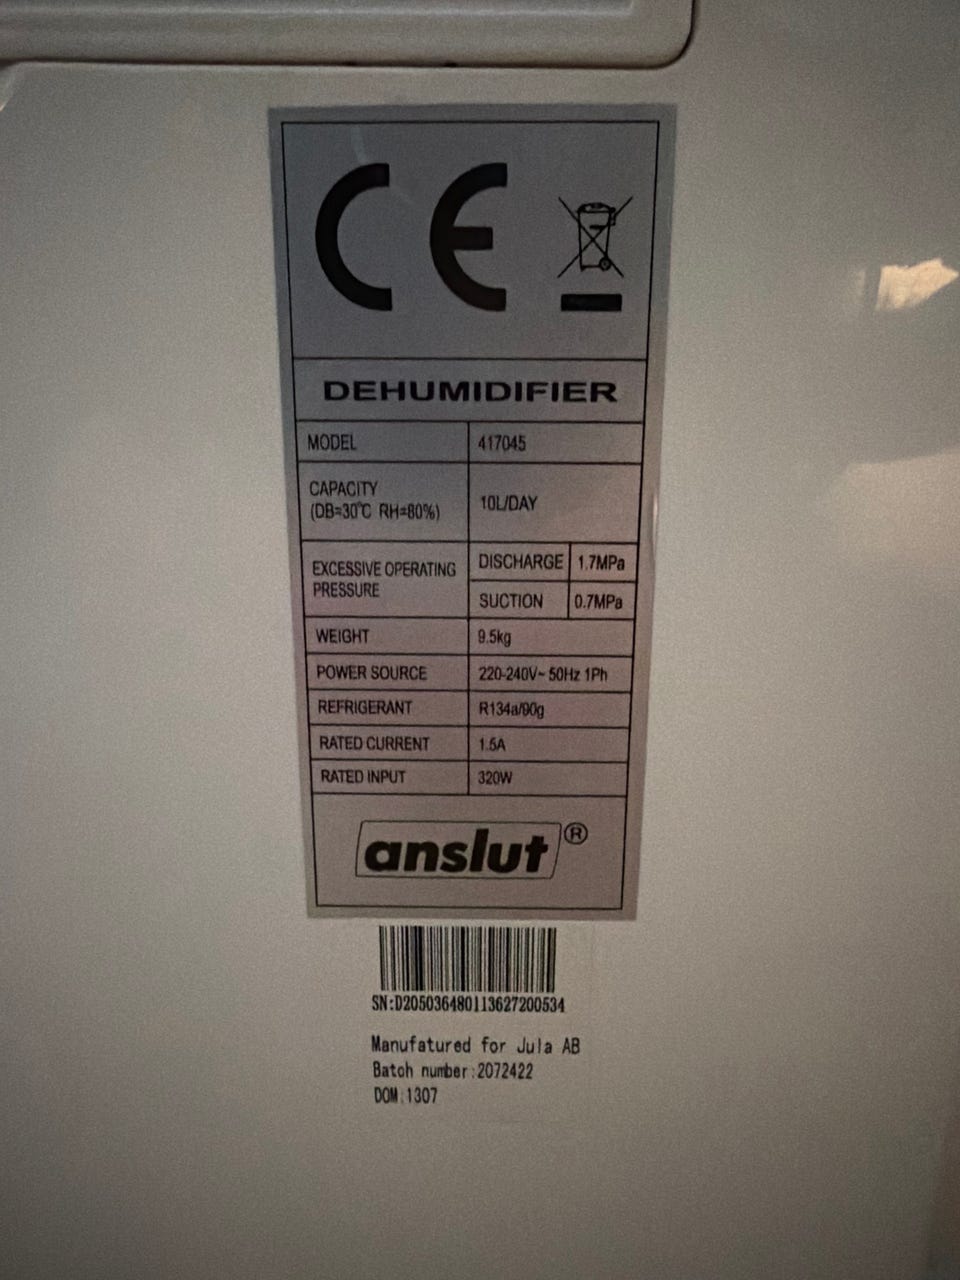 CE
DEHUMIDIFIER
MODEL 417045
CAPACITY
(DB=30℃ RH=80%) 10L/DAY
EXCESSIVE OPERATING
PRESSURE
DISCHARGE 1.7MPa
SUCTION 0.7MPa
WEIGHT 9.5kg
POWER SOURCE 220-240V~ 50Hz 1Ph
REFRIGERANT R134a/90g
RATED CURRENT 1.5A
RATED INPUT 320W
anslut®
SN:D205036480113627200534
Manufatured for Jula AB
Batch number:2072422
DOM:1307